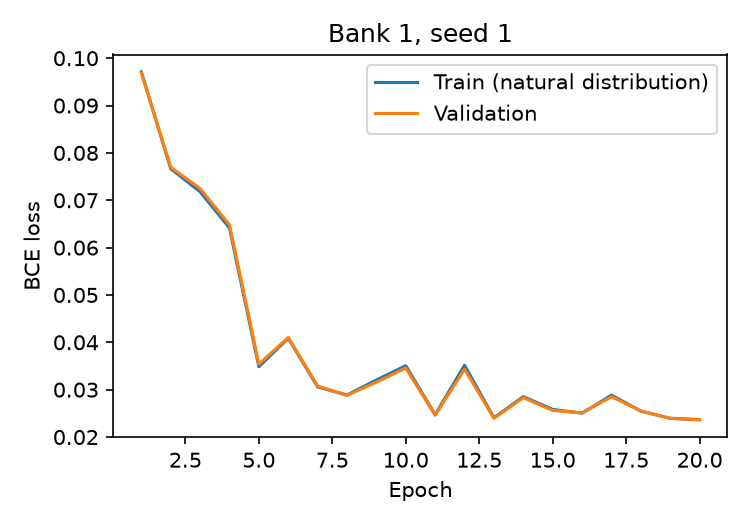 Bank 1, seed 1
Train (natural distribution)
Validation
0.10
0.09
0.08
0.07
0.06
0.05
0.04
0.03
0.02
BCE loss
2.5 5.0 7.5 10.0 12.5 15.0 17.5 20.0
Epoch